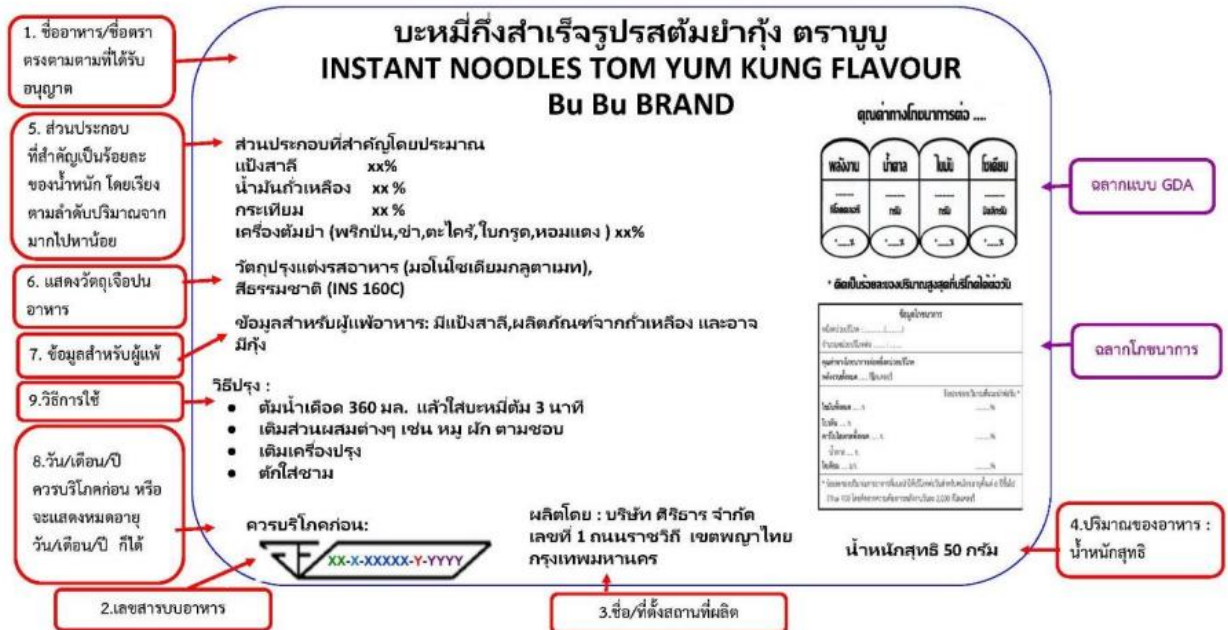 1. ชื่ออาหาร/ชื่อตรา
ตรงตามตามที่ได้รับ
อนุญาต
บะหมี่กึ่งสำเร็จรูปรสต้มยำกุ้ง ตราบูบู
INSTANT NOODLES TOM YUM KUNG FLAVOUR
Bu Bu BRAND
5. ส่วนประกอบ
ที่สำคัญเป็นร้อยละ
ของน้ำหนัก โดยเรียง
ตามลำดับปริมาณจาก
มากไปหาน้อย
ส่วนประกอบที่สำคัญโดยประมาณ
แป้งสาลี xx%
น้ำมันถั่วเหลือง xx %
กระเทียม xx %
เครื่องต้มยำ (พริกป่น,ข่า,ตะไคร้,ใบกรูด,หอมแดง ) xx%
6. แสดงวัตถุเจือปน
อาหาร
วัตถุปรุงแต่งรสอาหาร (มอโนโซเดียมกลูตาเมท),
สีธรรมชาติ (INS 160C)
7. ข้อมูลสำหรับผู้แพ้
ข้อมูลสำหรับผู้แพ้อาหาร: มีแป้งสาลี,ผลิตภัณฑ์จากถั่วเหลือง และอาจ
มีกุ้ง
9.วิธีการใช้
วิธีปรุง :
• ต้มน้ำเดือด 360 มล. แล้วใส่บะหมี่ต้ม 3 นาที
• เติมส่วนผสมต่างๆ เช่น หมู ผัก ตามชอบ
• เติมเครื่องปรุง
• ตักใส่ชาม
8.วัน/เดือน/ปี
ควรบริโภคก่อน หรือ
จะแสดงหมดอายุ
วัน/เดือน/ปี ก็ได้
ควรบริโภคก่อน:
XX-X-XXXXX-Y-YYYY
2.เลขสารบบอาหาร
ผลิตโดย : บริษัท ศิริธาร จำกัด
เลขที่ 1 ถนนราชวิถี เขตพญาไทย
กรุงเทพมหานคร
3.ชื่อ/ที่ตั้งสถานที่ผลิต
คุณค่าทางโภชนาการต่อ ....
พลังงาน น้ำตาล ไขมัน โซเดียม
กิโลแคลอรี กรัม กรัม มิลลิกรัม
*.....% *.....% *.....% *.....%
* คิดเป็นร้อยละของปริมาณสูงสุดที่บริโภคได้ต่อวัน
ฉลากแบบ GDA
ข้อมูลโภชนาการ
ฉลากโภชนาการ
น้ำหนักสุทธิ 50 กรัม
4.ปริมาณของอาหาร :
น้ำหนักสุทธิ